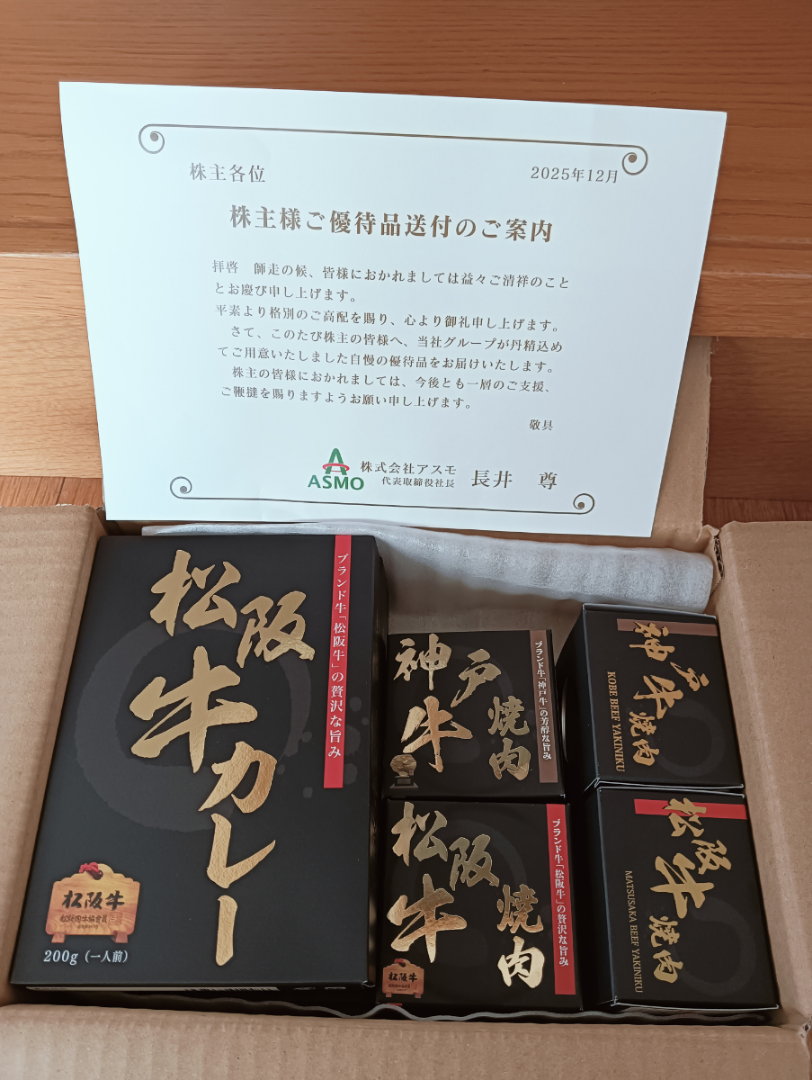 株主各位
2025年12月
株主様ご優待品送付のご案内
拝啓　師走の候、皆様におかれましては益々ご清祥のこと
とお慶び申し上げます。
平素より格別のご高配を賜り、心より御礼申し上げます。
さて、このたび株主の皆様へ、当社グループが丹精込め
てご用意いたしました自慢の優待品をお届けいたします。
株主の皆様におかれましては、今後とも一層のご支援、
ご鞭撻を賜りますようお願い申し上げます。
敬具
ASMO
株式会社アスモ
代表取締役社長　長井　尊
松阪牛カレー
ブランド牛「松阪牛」の贅沢な旨み
松阪牛
200g（一人前）
神戸牛焼肉
ブランド牛「神戸牛」の芳醇な旨み
松阪牛焼肉
ブランド牛「松阪牛」の贅沢な旨み
松阪牛
神戸牛焼肉
KOBE BEEF YAKINIKU
松阪牛焼肉
MATSUSAKA BEEF YAKINIKU